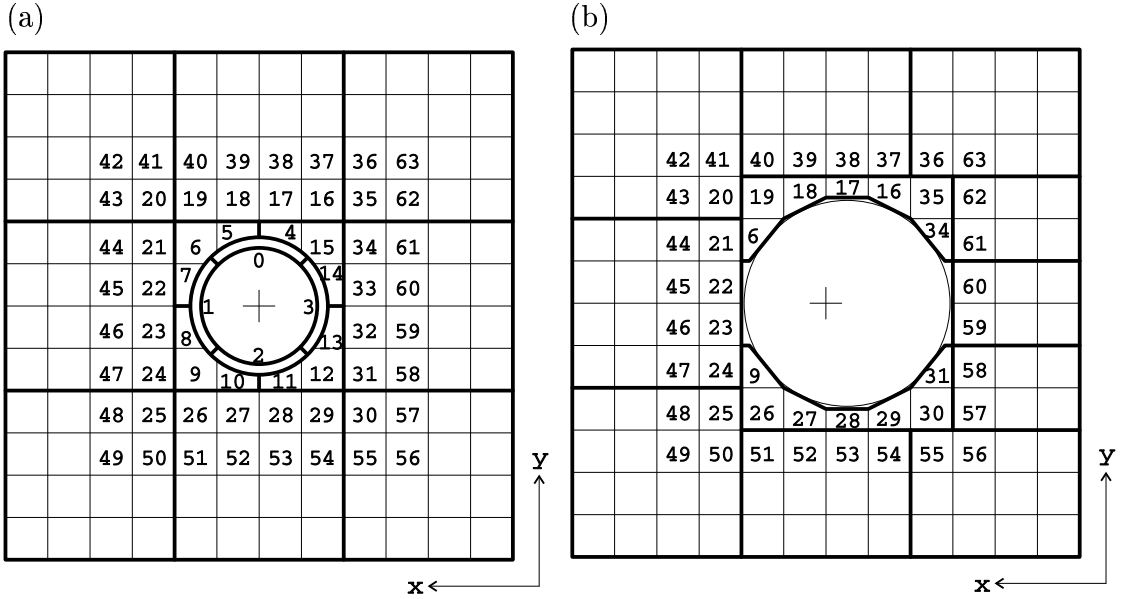 (a)
42 41 40 39 38 37 36 63
43 20 19 18 17 16 35 62
5 4
44 21 6 15 34 61
0
7 14
45 22 33 60
1 3
46 23 32 59
8 13
2
47 24 9 12 31 58
10 11
48 25 26 27 28 29 30 57
49 50 51 52 53 54 55 56
y
x
(b)
42 41 40 39 38 37 36 63
43 20 19 18 17 16 35 62
6 34
44 21 61
45 22 60
46 23 59
47 24 9 31 58
48 25 26 27 28 29 30 57
49 50 51 52 53 54 55 56
y
x